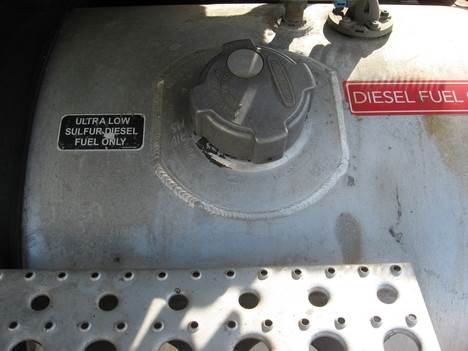 ULTRA LOW
SULFUR DIESEL
FUEL ONLY
DIESEL FUEL